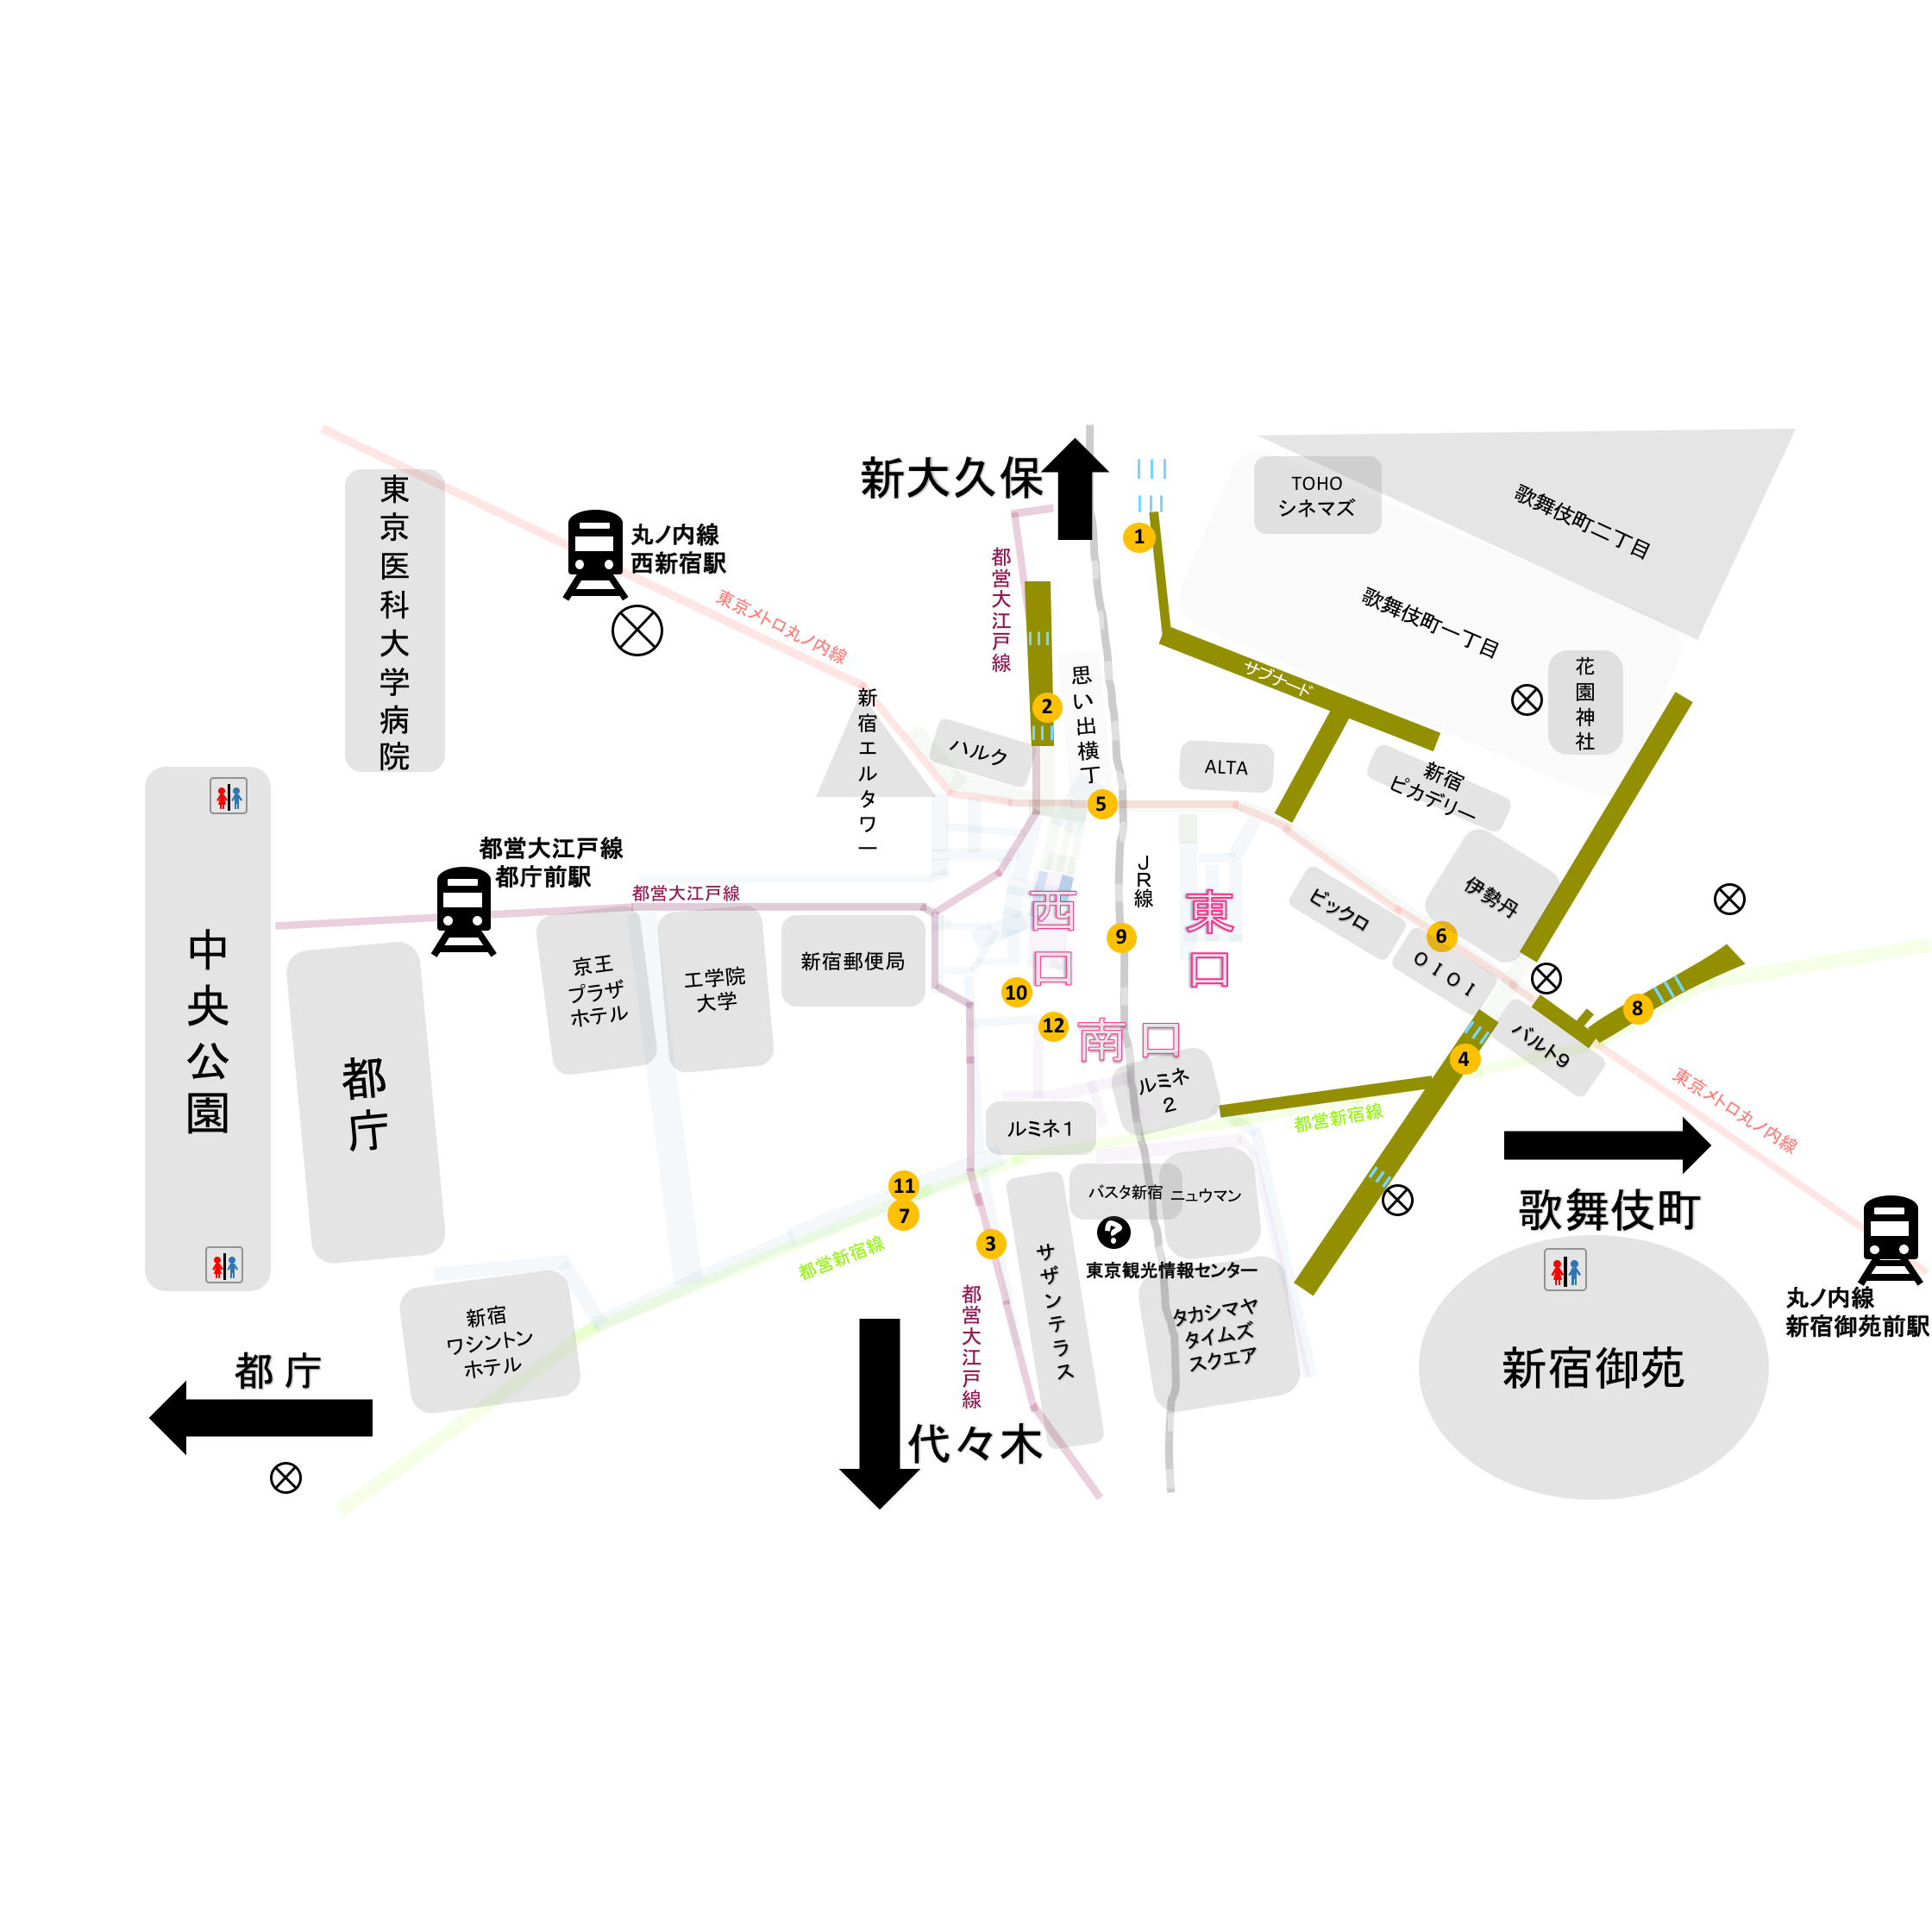 新大久保
東京医科大学病院
丸ノ内線
西新宿駅
東京メトロ丸ノ内線
都営大江戸線
1
TOHO
シネマズ
歌舞伎町二丁目
歌舞伎町一丁目
サブナード
花園神社
新宿エルタワー
ハルク
2
思い出横丁
ALTA
新宿
ピカデリー
5
中央公園
都営大江戸線
都庁前駅
都営大江戸線
JR線
西口
東口
9
ビックロ
伊勢丹
6
OIOI
都庁
京王
プラザ
ホテル
工学院
大学
新宿郵便局
10
12
南口
8
バルト9
4
ルミネ
2
ルミネ1
都営新宿線
東京メトロ丸ノ内線
11
7
3
バスタ新宿
ニュウマン
歌舞伎町
都営新宿線
東京観光情報センター
サザンテラス
タカシマヤ
タイムズ
スクエア
都営大江戸線
新宿
ワシントン
ホテル
丸ノ内線
新宿御苑前駅
新宿御苑
都庁
代々木